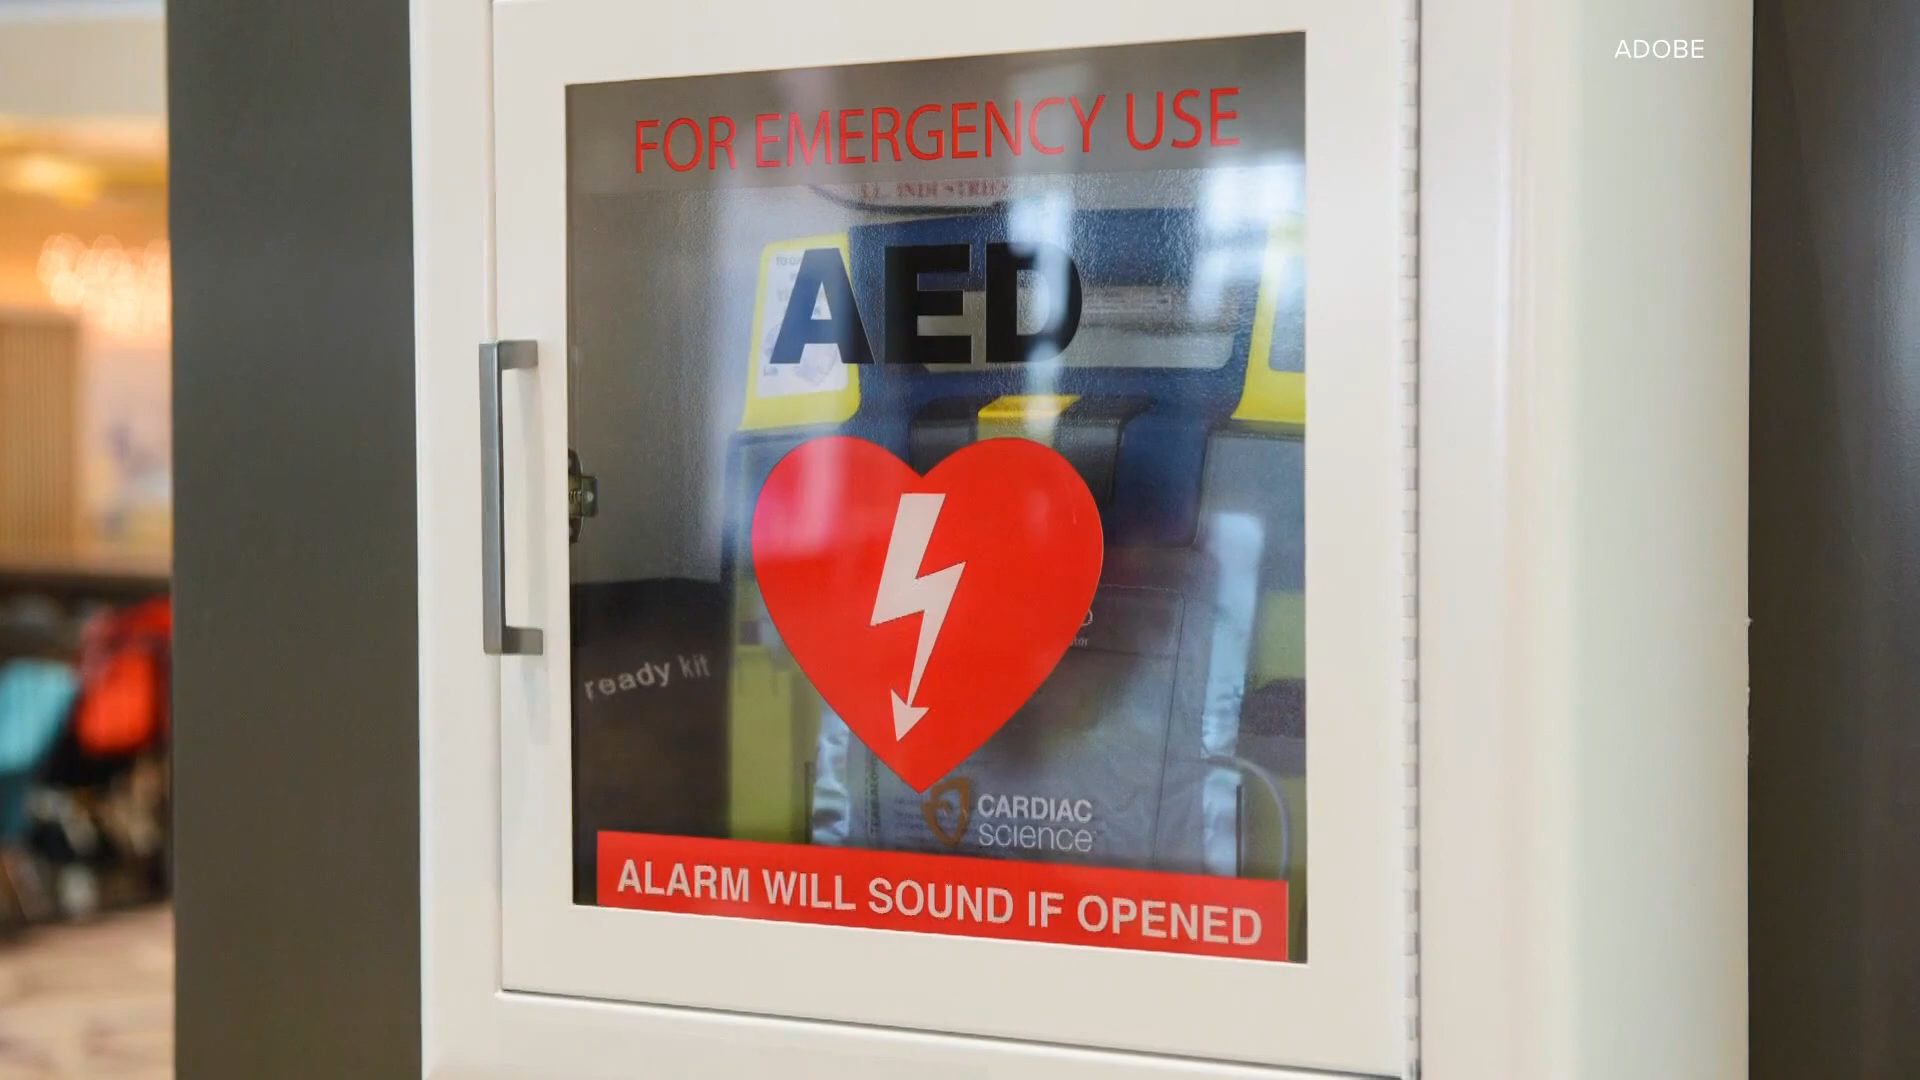 ADOBE
FOR EMERGENCY USE
AED
ready kit
CARDIAC
science
ALARM WILL SOUND IF OPENED